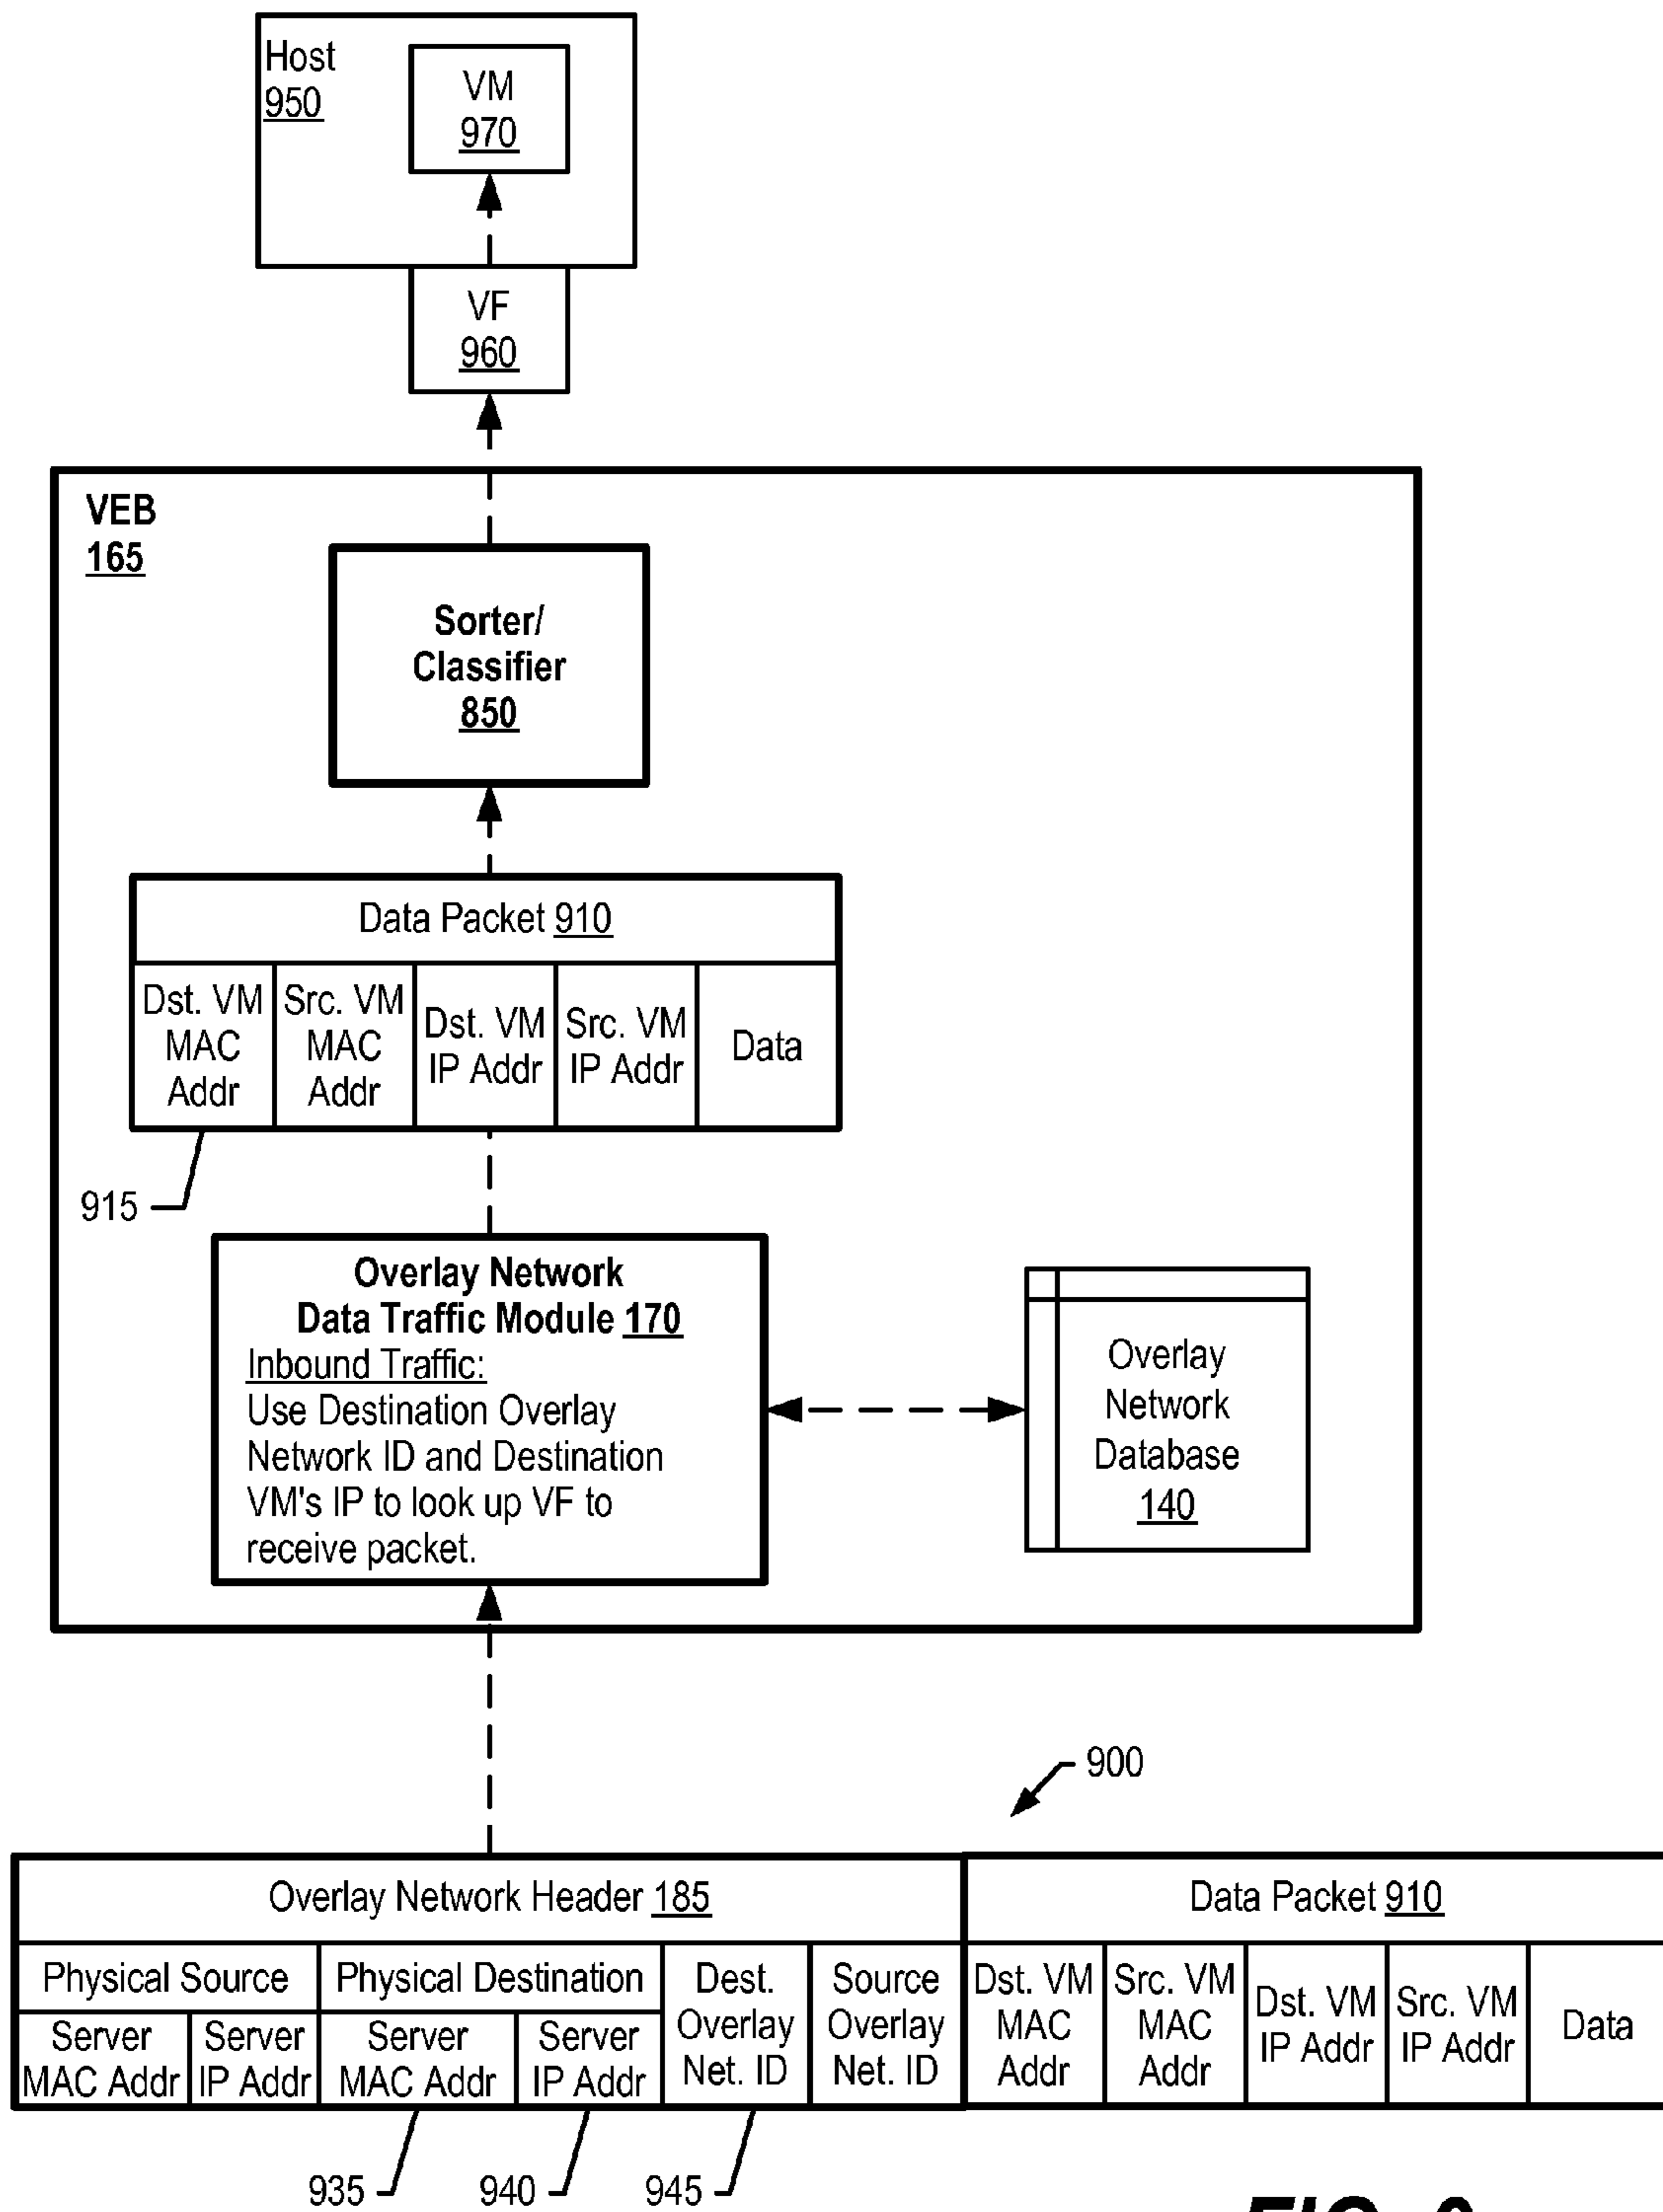 Host
950
VM
970
VF
960
VEB
165
Sorter/
Classifier
850
Data Packet 910
Dst. VM
MAC
Addr
Src. VM
MAC
Addr
Dst. VM
IP Addr
Src. VM
IP Addr
Data
915
Overlay Network
Data Traffic Module 170
Inbound Traffic:
Use Destination Overlay
Network ID and Destination
VM's IP to look up VF to
receive packet.
Overlay
Network
Database
140
900
Overlay Network Header 185
Data Packet 910
Physical Source
Physical Destination
Server
MAC Addr
Server
IP Addr
Server
MAC Addr
Server
IP Addr
Dest.
Overlay
Net. ID
Source
Overlay
Net. ID
Dst. VM
MAC
Addr
Src. VM
MAC
Addr
Dst. VM
IP Addr
Src. VM
IP Addr
Data
935
940
945